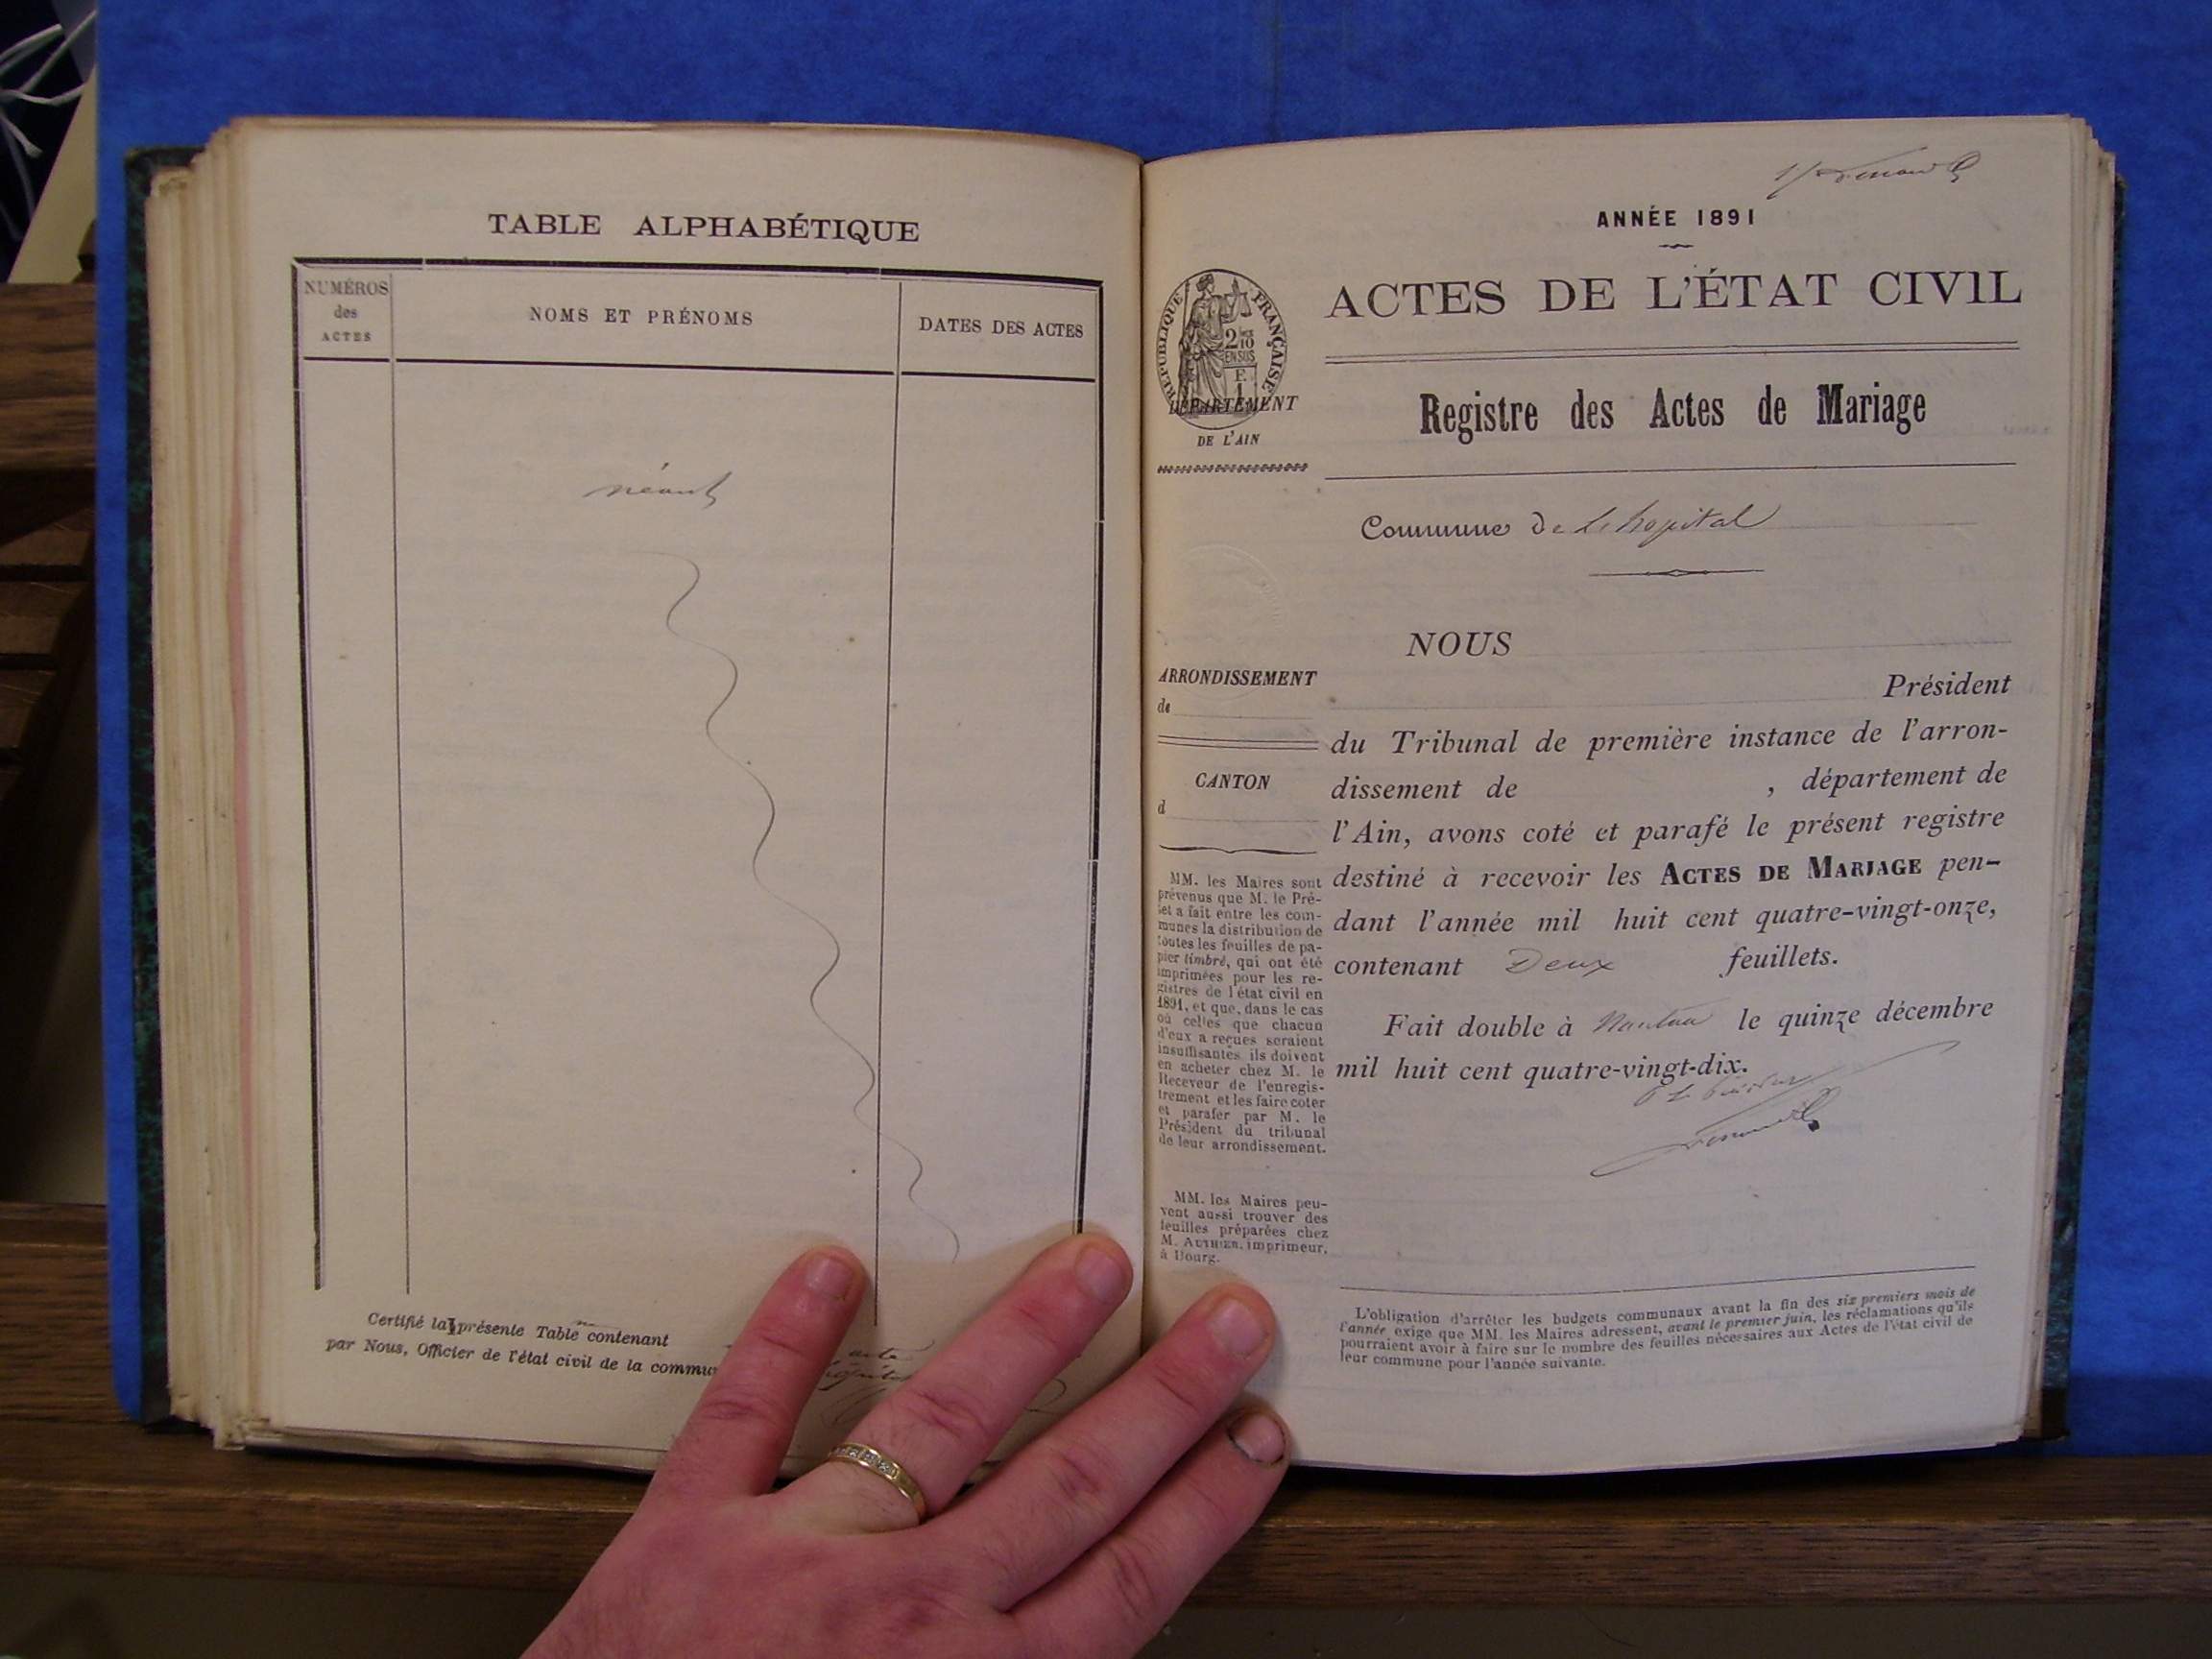 TABLE ALPHABÉTIQUE
NUMÉROS
des
ACTES
NOMS ET PRÉNOMS
DATES DES ACTES
néant
Certifié la présente Table contenant
par Nous, Officier de l'état civil de la commu
ANNÉE 1891
RÉPUBLIQUE FRANÇAISE
2/10
EN SUS
DÉPARTEMENT
DE L'AIN
ACTES DE L'ÉTAT CIVIL
Registre des Actes de Mariage
Commune de L'hopital
NOUS
ARRONDISSEMENT
de
CANTON
d
Président
du Tribunal de première instance de l'arron-
dissement de , département de
l'Ain, avons coté et parafé le présent registre
destiné à recevoir les ACTES DE MARIAGE pen-
dant l'année mil huit cent quatre-vingt-onze,
contenant Deux feuillets.
Fait double à Nantua le quinze décembre
mil huit cent quatre-vingt-dix.
MM. les Maires sont
prévenus que M. le Pré-
fet a fait entre les com-
munes la distribution de
toutes les feuilles de pa-
pier timbré, qui ont été
imprimées pour les re-
gistres de l'état civil en
1891, et que, dans le cas
où celles que chacun
d'eux a reçues seraient
insuffisantes, ils doivent
en acheter chez M. le
Receveur de l'enregis-
trement et les faire coter
et parafer par M. le
Président du tribunal
de leur arrondissement.
MM. les Maires peu-
vent aussi trouver des
feuilles préparées chez
M. AUTHIER, imprimeur,
à Bourg.
L'obligation d'arrêter les budgets communaux avant la fin des six premiers mois de
l'année exige que MM. les Maires adressent, avant le premier juin, les réclamations qu'ils
pourraient avoir à faire sur le nombre des feuilles nécessaires aux Actes de l'état civil de
leur commune pour l'année suivante.